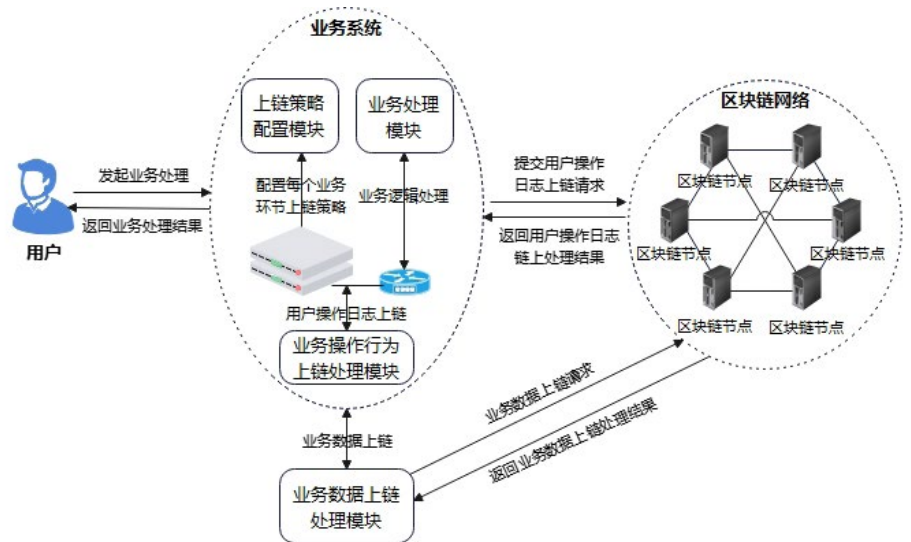 业务系统
上链策略
配置模块
业务处理
模块
区块链网络
发起业务处理
返回业务处理结果
用户
配置每个业务
环节上链策略
业务逻辑处理
提交用户操作
日志上链请求
返回用户操作日志
链上处理结果
区块链节点
区块链节点
区块链节点
区块链节点
区块链节点
区块链节点
用户操作日志上链
业务操作行为
上链处理模块
业务数据上链
业务数据上链请求
返回业务数据上链处理结果
业务数据上链
处理模块